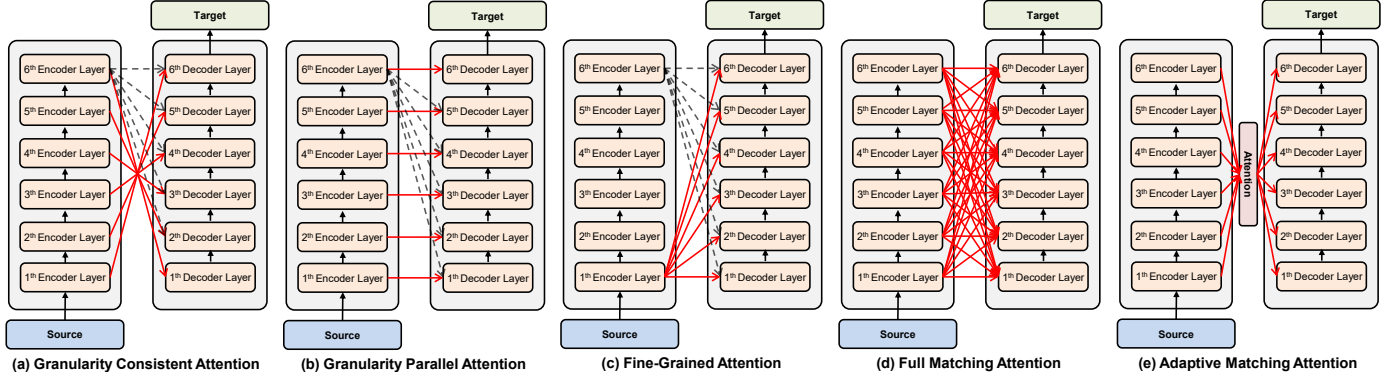 Target
6th Encoder Layer
5th Encoder Layer
4th Encoder Layer
3th Encoder Layer
2th Encoder Layer
1th Encoder Layer
6th Decoder Layer
5th Decoder Layer
4th Decoder Layer
3th Decoder Layer
2th Decoder Layer
1th Decoder Layer
Source
(a) Granularity Consistent Attention
Target
6th Encoder Layer
5th Encoder Layer
4th Encoder Layer
3th Encoder Layer
2th Encoder Layer
1th Encoder Layer
6th Decoder Layer
5th Decoder Layer
4th Decoder Layer
3th Decoder Layer
2th Decoder Layer
1th Decoder Layer
Source
(b) Granularity Parallel Attention
Target
6th Encoder Layer
5th Encoder Layer
4th Encoder Layer
3th Encoder Layer
2th Encoder Layer
1th Encoder Layer
6th Decoder Layer
5th Decoder Layer
4th Decoder Layer
3th Decoder Layer
2th Decoder Layer
1th Decoder Layer
Source
(c) Fine-Grained Attention
Target
6th Encoder Layer
5th Encoder Layer
4th Encoder Layer
3th Encoder Layer
2th Encoder Layer
1th Encoder Layer
6th Decoder Layer
5th Decoder Layer
4th Decoder Layer
3th Decoder Layer
2th Decoder Layer
1th Decoder Layer
Source
(d) Full Matching Attention
Target
6th Encoder Layer
5th Encoder Layer
4th Encoder Layer
3th Encoder Layer
2th Encoder Layer
1th Encoder Layer
Attention
6th Decoder Layer
5th Decoder Layer
4th Decoder Layer
3th Decoder Layer
2th Decoder Layer
1th Decoder Layer
Source
(e) Adaptive Matching Attention